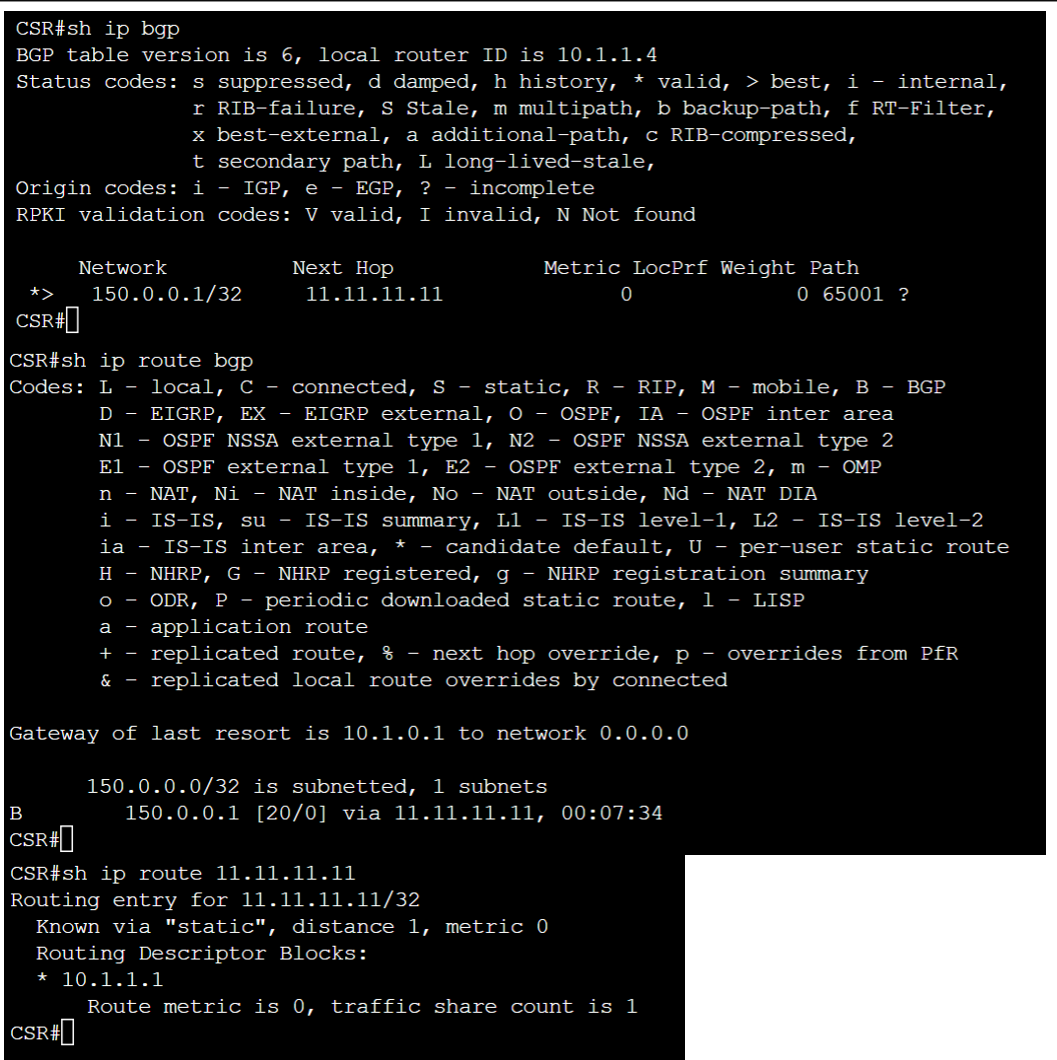 CSR#sh ip bgp
BGP table version is 6, local router ID is 10.1.1.4
Status codes: s suppressed, d damped, h history, * valid, > best, i - internal,
              r RIB-failure, S Stale, m multipath, b backup-path, f RT-Filter,
              x best-external, a additional-path, c RIB-compressed,
              t secondary path, L long-lived-stale,
Origin codes: i - IGP, e - EGP, ? - incomplete
RPKI validation codes: V valid, I invalid, N Not found
     Network          Next Hop            Metric LocPrf Weight Path
 *>   150.0.0.1/32     11.11.11.11              0             0 65001 ?
CSR#
CSR#sh ip route bgp
Codes: L - local, C - connected, S - static, R - RIP, M - mobile, B - BGP
       D - EIGRP, EX - EIGRP external, O - OSPF, IA - OSPF inter area
       N1 - OSPF NSSA external type 1, N2 - OSPF NSSA external type 2
       E1 - OSPF external type 1, E2 - OSPF external type 2, m - OMP
       n - NAT, Ni - NAT inside, No - NAT outside, Nd - NAT DIA
       i - IS-IS, su - IS-IS summary, L1 - IS-IS level-1, L2 - IS-IS level-2
       ia - IS-IS inter area, * - candidate default, U - per-user static route
       H - NHRP, G - NHRP registered, g - NHRP registration summary
       o - ODR, P - periodic downloaded static route, l - LISP
       a - application route
       + - replicated route, % - next hop override, p - overrides from PfR
       & - replicated local route overrides by connected
Gateway of last resort is 10.1.0.1 to network 0.0.0.0
      150.0.0.0/32 is subnetted, 1 subnets
B        150.0.0.1 [20/0] via 11.11.11.11, 00:07:34
CSR#
CSR#sh ip route 11.11.11.11
Routing entry for 11.11.11.11/32
  Known via "static", distance 1, metric 0
  Routing Descriptor Blocks:
  * 10.1.1.1
      Route metric is 0, traffic share count is 1
CSR#